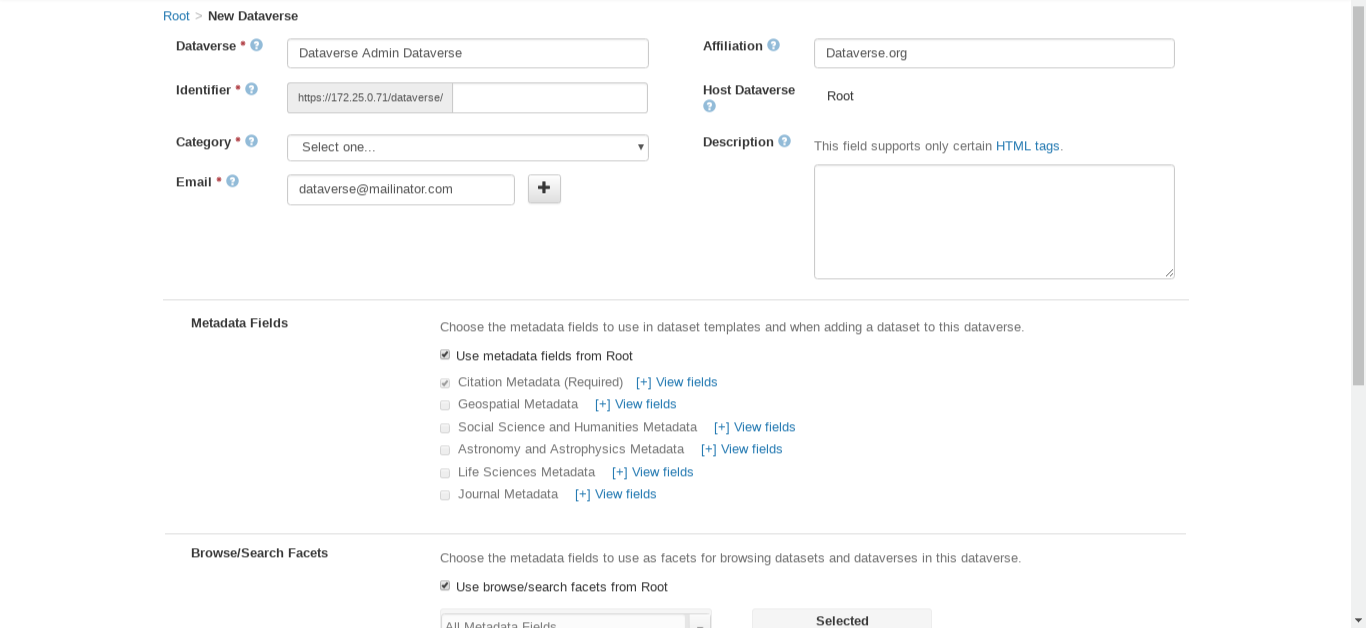 Root > New Dataverse
Dataverse * ? Dataverse Admin Dataverse
Affiliation ? Dataverse.org
Identifier * ? https://172.25.0.71/dataverse/
Host Dataverse ? Root
Category * ? Select one...
Description ? This field supports only certain HTML tags.
Email * ? dataverse@mailinator.com +
Metadata Fields
Choose the metadata fields to use in dataset templates and when adding a dataset to this dataverse.
Use metadata fields from Root
Citation Metadata (Required) [+] View fields
Geospatial Metadata [+] View fields
Social Science and Humanities Metadata [+] View fields
Astronomy and Astrophysics Metadata [+] View fields
Life Sciences Metadata [+] View fields
Journal Metadata [+] View fields
Browse/Search Facets
Choose the metadata fields to use as facets for browsing datasets and dataverses in this dataverse.
Use browse/search facets from Root
All Metadata Fields
Selected